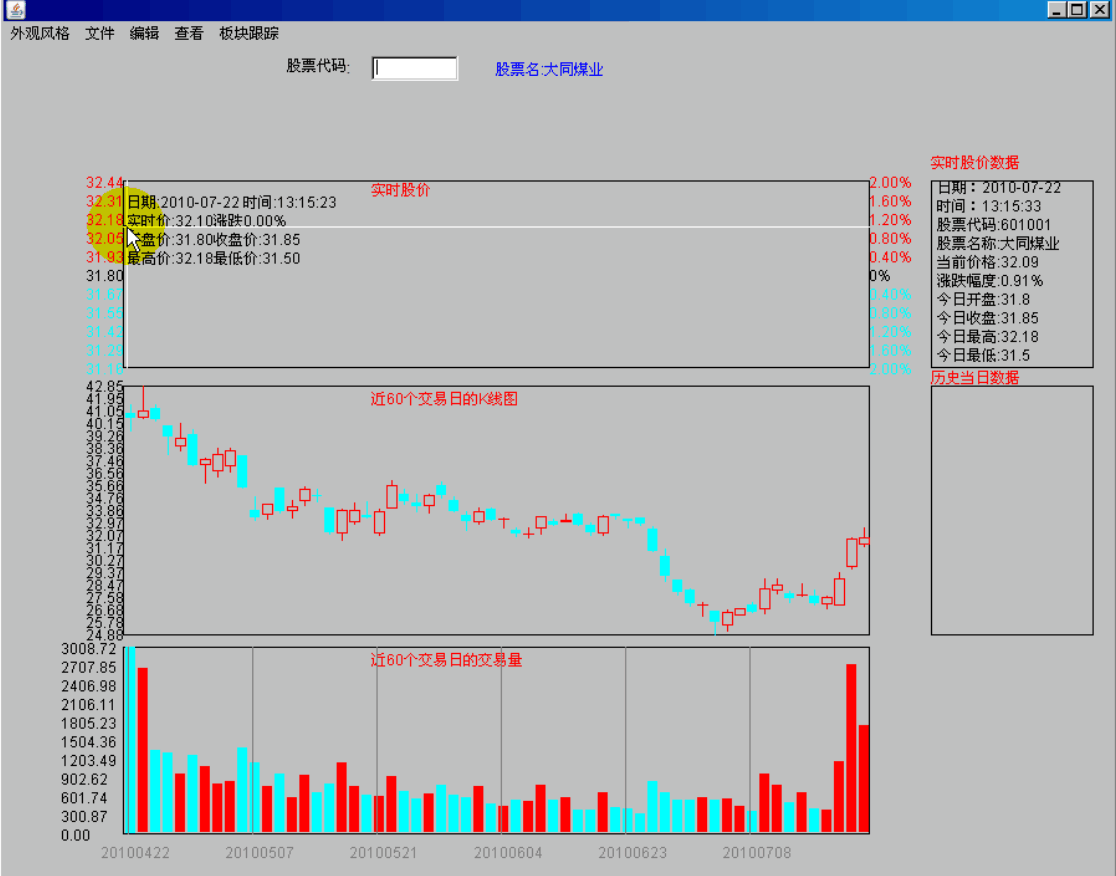 外观风格 文件 编辑 查看 板块跟踪
股票代码: 股票名:大同煤业
实时股价数据
实时股价
32.44
32.31
32.18
32.05
31.93
31.80
31.67
31.55
31.42
31.29
31.16
日期:2010-07-22 时间:13:15:23
实时价:32.10涨跌0.00%
盘价:31.80收盘价:31.85
最高价:32.18最低价:31.50
2.00%
1.60%
1.20%
0.80%
0.40%
0%
0.40%
0.80%
1.20%
1.60%
2.00%
日期：2010-07-22
时间：13:15:33
股票代码:601001
股票名称:大同煤业
当前价格:32.09
涨跌幅度:0.91%
今日开盘:31.8
今日收盘:31.85
今日最高:32.18
今日最低:31.5
历史当日数据
近60个交易日的K线图
42.85
41.95
41.05
40.15
39.26
38.36
37.46
36.56
35.66
34.76
33.86
32.97
32.07
31.17
30.27
29.37
28.47
27.58
26.68
25.78
24.88
近60个交易日的交易量
3008.72
2707.85
2406.98
2106.11
1805.23
1504.36
1203.49
902.62
601.74
300.87
0.00
20100422 20100507 20100521 20100604 20100623 20100708